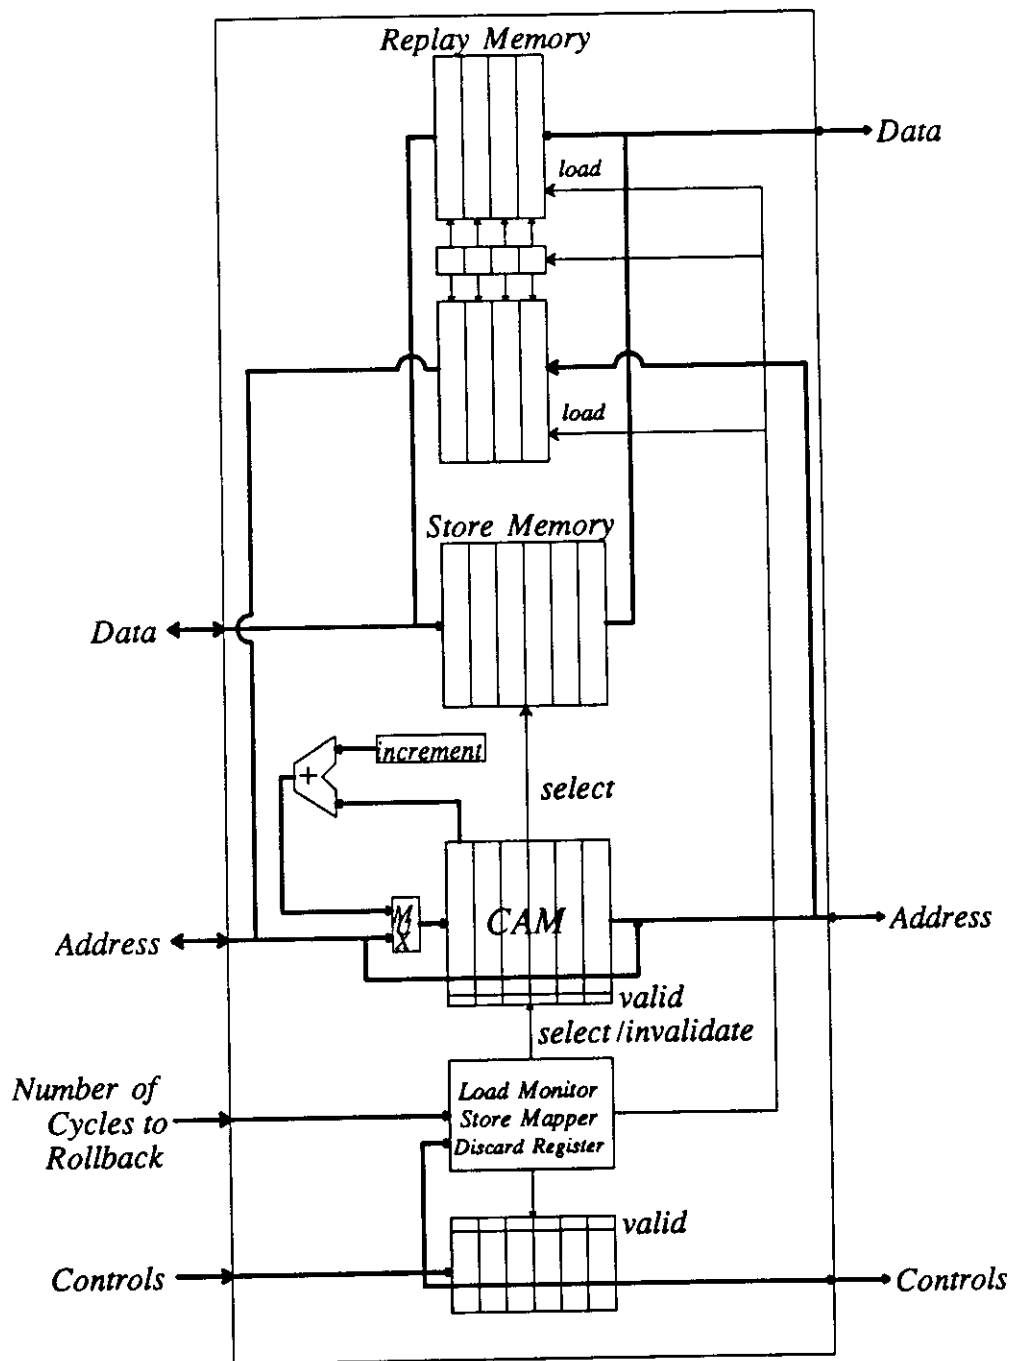 Replay Memory
Data
load
load
Store Memory
Data
increment
+
select
MUX
CAM
Address
Address
valid
select/invalidate
Number of
Cycles to
Rollback
Load Monitor
Store Mapper
Discard Register
valid
Controls
Controls